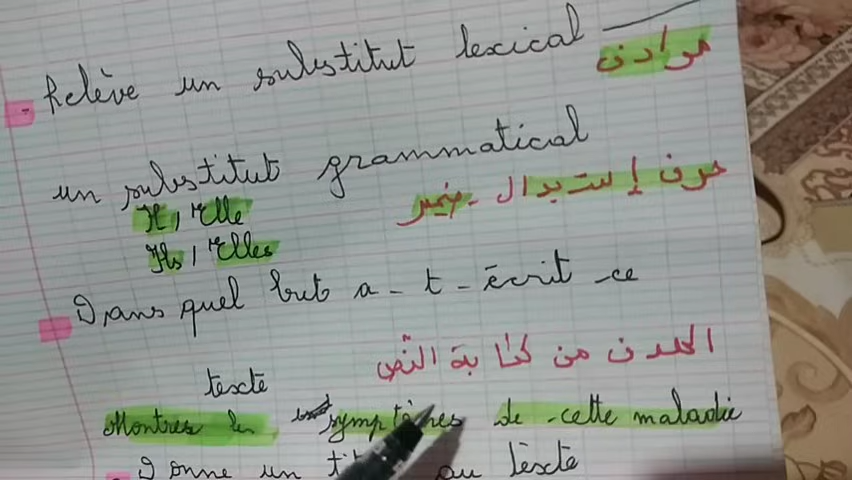 Relève un substitut lexical
مرادف
un substitut grammatical
حرف إستبدال - ضمير
Il, Elle
Ils, Elles
Dans quel but a-t-écrit-ce
الهدف من كتابة النص
texte
Montres les symptômes de cette maladie
Donne un au texte